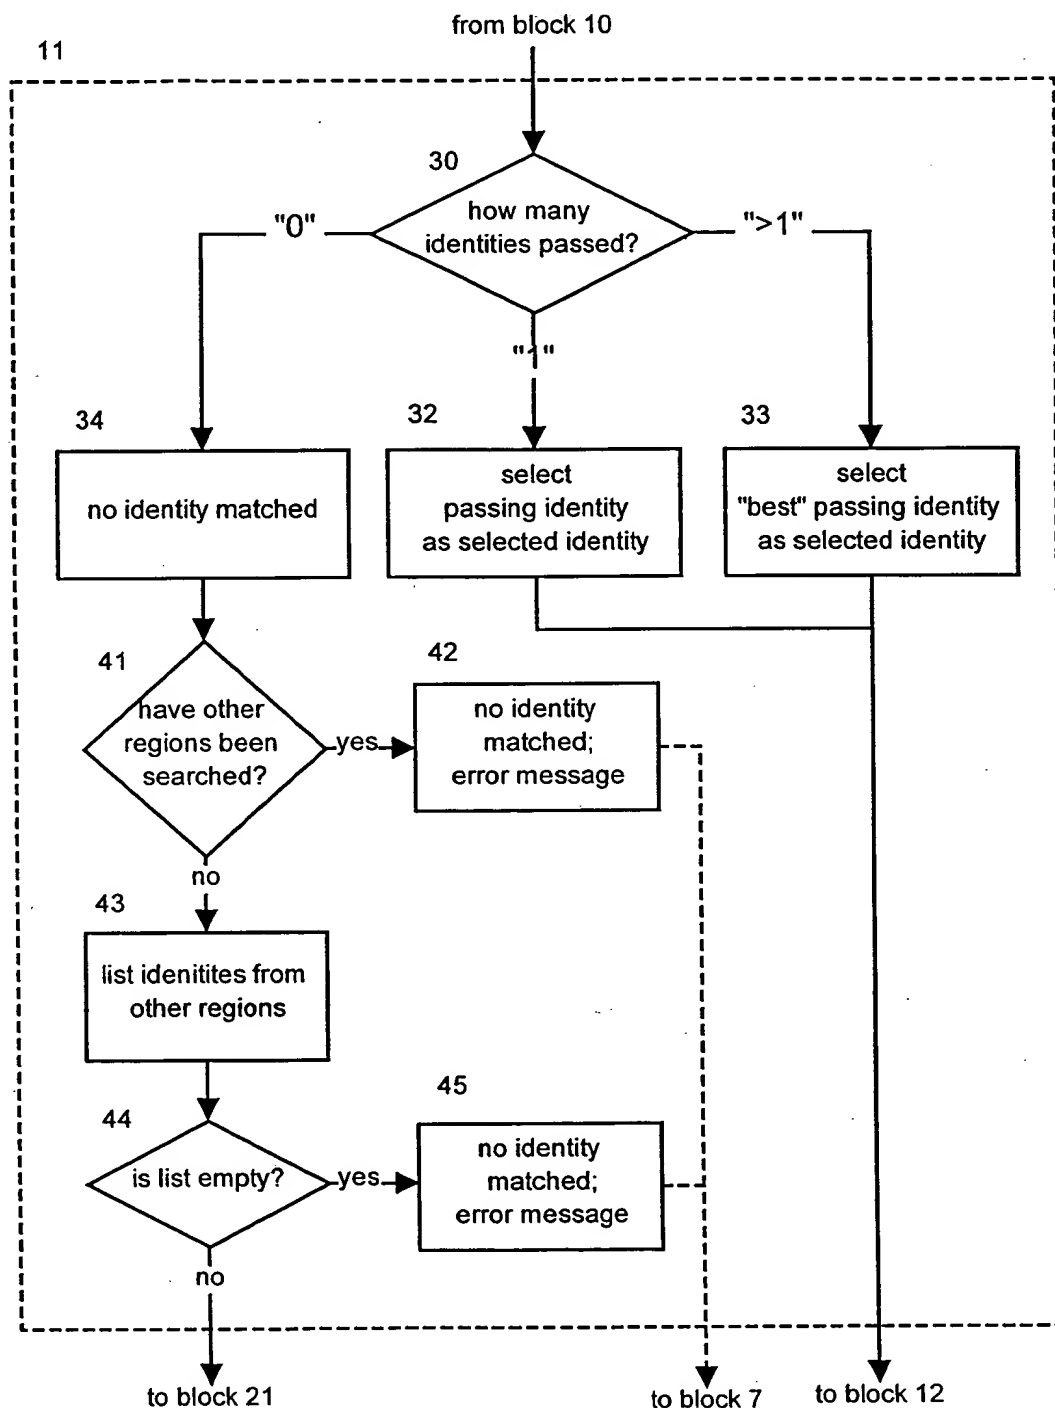 from block 10
11
30
how many
identities passed?
"0"
">1"
"1"
34
32
33
no identity matched
select
passing identity
as selected identity
select
"best" passing identity
as selected identity
41
have other
regions been
searched?
yes
42
no identity
matched;
error message
no
43
list idenitites from
other regions
44
is list empty?
yes
45
no identity
matched;
error message
no
to block 21
to block 7
to block 12